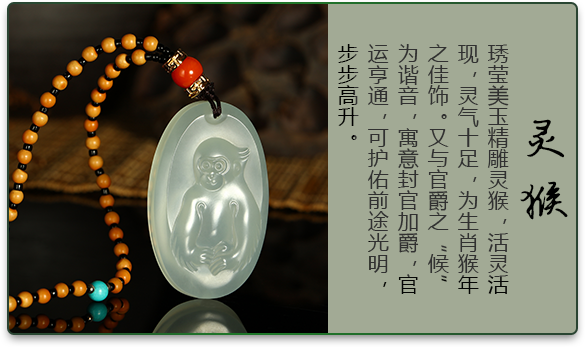 灵猴
琇莹美玉精雕灵猴，活灵活
现，灵气十足，为生肖猴年
之佳饰。又与官爵之“候”
为谐音，寓意封官加爵，官
运亨通，可护佑前途光明，
步步高升。